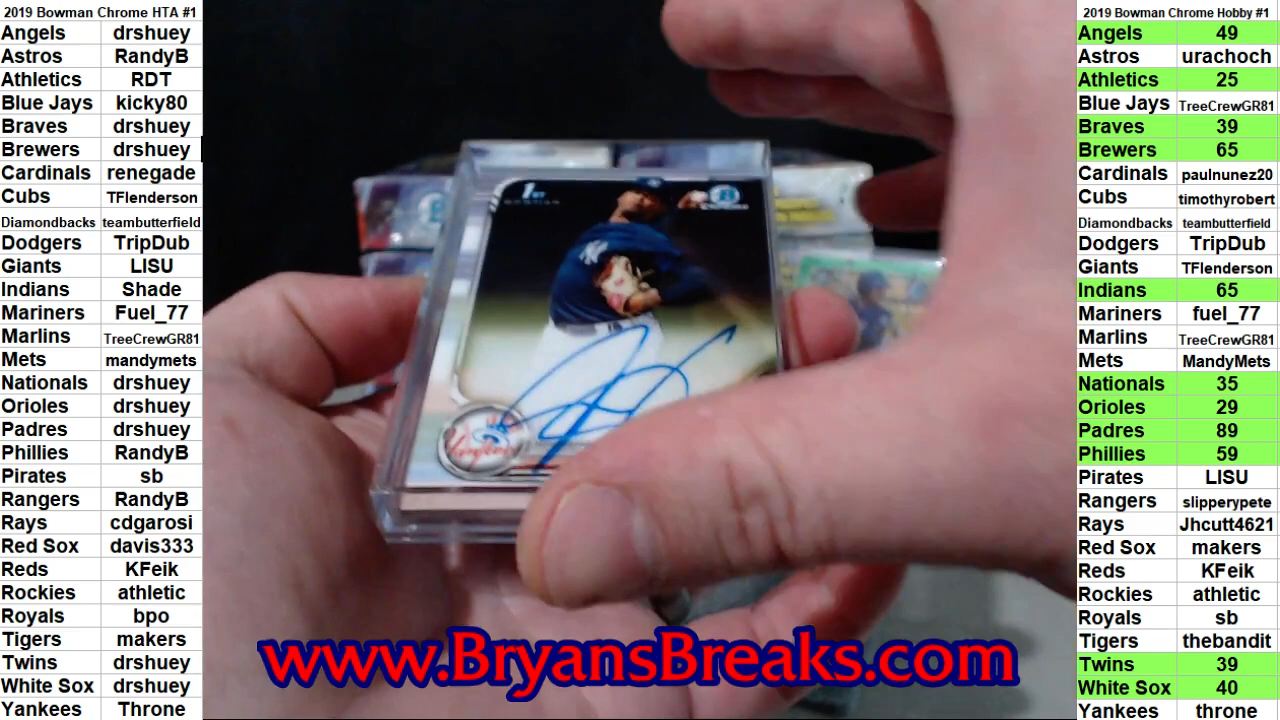 2019 Bowman Chrome HTA #1
Angels drshuey
Astros RandyB
Athletics RDT
Blue Jays kicky80
Braves drshuey
Brewers drshuey
Cardinals renegade
Cubs TFlenderson
Diamondbacks teambutterfield
Dodgers TripDub
Giants LISU
Indians Shade
Mariners Fuel_77
Marlins TreeCrewGR81
Mets mandymets
Nationals drshuey
Orioles drshuey
Padres drshuey
Phillies RandyB
Pirates sb
Rangers RandyB
Rays cdgarosi
Red Sox davis333
Reds KFeik
Rockies athletic
Royals bpo
Tigers makers
Twins drshuey
White Sox drshuey
Yankees Throne
1ST
BOWMAN
CHROME
NY
Yankees
www.BryansBreaks.com
2019 Bowman Chrome Hobby #1
Angels 49
Astros urachoch
Athletics 25
Blue Jays TreeCrewGR81
Braves 39
Brewers 65
Cardinals paulnunez20
Cubs timothyrobert
Diamondbacks teambutterfield
Dodgers TripDub
Giants TFlenderson
Indians 65
Mariners fuel_77
Marlins TreeCrewGR81
Mets MandyMets
Nationals 35
Orioles 29
Padres 89
Phillies 59
Pirates LISU
Rangers slipperypete
Rays Jhcutt4621
Red Sox makers
Reds KFeik
Rockies athletic
Royals sb
Tigers thebandit
Twins 39
White Sox 40
Yankees throne